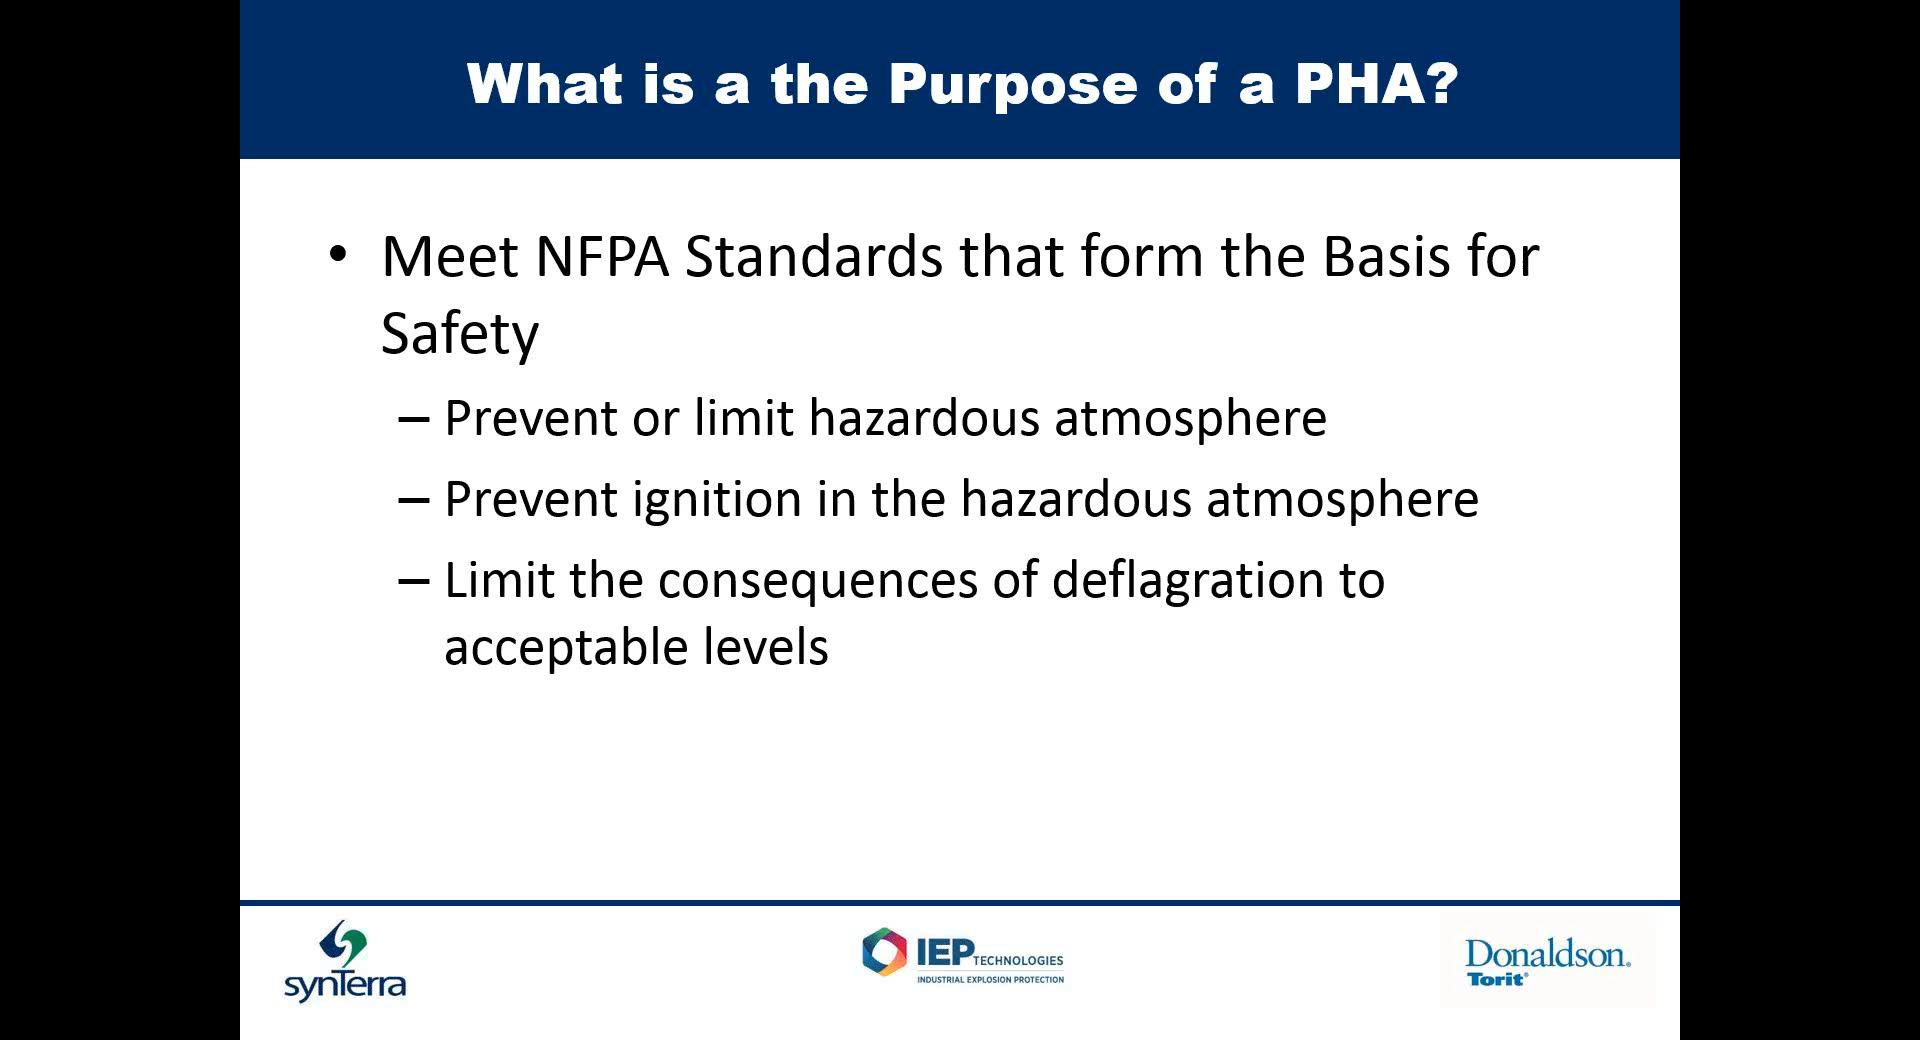 What is a the Purpose of a PHA?
• Meet NFPA Standards that form the Basis for
Safety
– Prevent or limit hazardous atmosphere
– Prevent ignition in the hazardous atmosphere
– Limit the consequences of deflagration to
acceptable levels
synTerra
IEP TECHNOLOGIES
INDUSTRIAL EXPLOSION PROTECTION
Donaldson®
Torit®